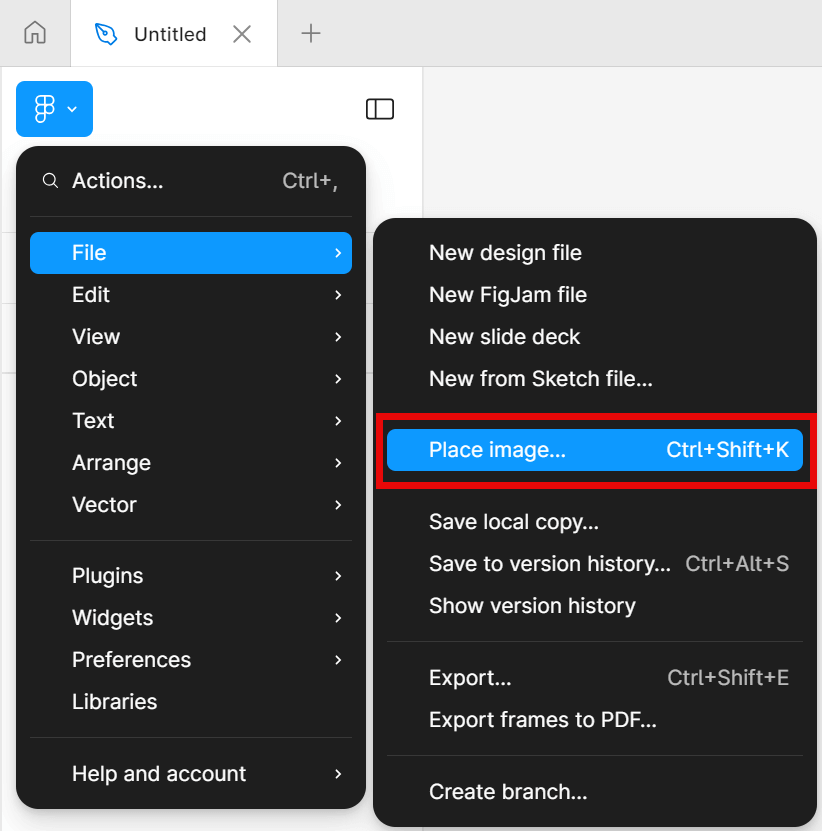 Untitled
Actions... Ctrl+,
File
Edit
View
Object
Text
Arrange
Vector
Plugins
Widgets
Preferences
Libraries
Help and account
New design file
New FigJam file
New slide deck
New from Sketch file...
Place image... Ctrl+Shift+K
Save local copy...
Save to version history... Ctrl+Alt+S
Show version history
Export... Ctrl+Shift+E
Export frames to PDF...
Create branch...